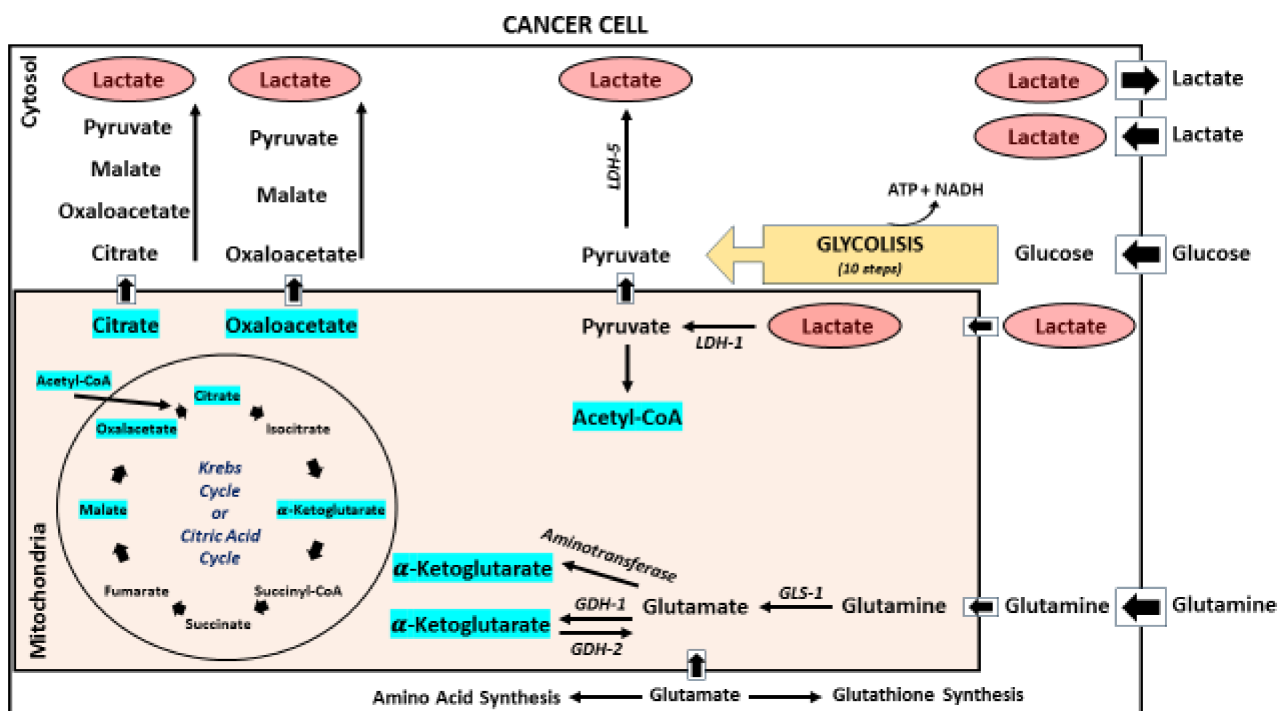 CANCER CELL
Cytosol
Lactate
Pyruvate
Malate
Oxaloacetate
Citrate
Lactate
Pyruvate
Malate
Oxaloacetate
Lactate
LDH-5
Pyruvate
ATP + NADH
GLYCOLISIS
(10 steps)
Glucose
Glucose
Lactate
Lactate
Lactate
Lactate
Mitochondria
Citrate
Oxaloacetate
Pyruvate
LDH-1
Lactate
Lactate
Acetyl-CoA
Acetyl-CoA
Citrate
Isocitrate
α-Ketoglutarate
Succinyl-CoA
Succinate
Fumarate
Malate
Oxalacetate
Krebs
Cycle
or
Citric Acid
Cycle
α-Ketoglutarate
Aminotransferase
α-Ketoglutarate
GDH-1
GDH-2
Glutamate
GLS-1
Glutamine
Glutamine
Glutamine
Amino Acid Synthesis
Glutamate
Glutathione Synthesis